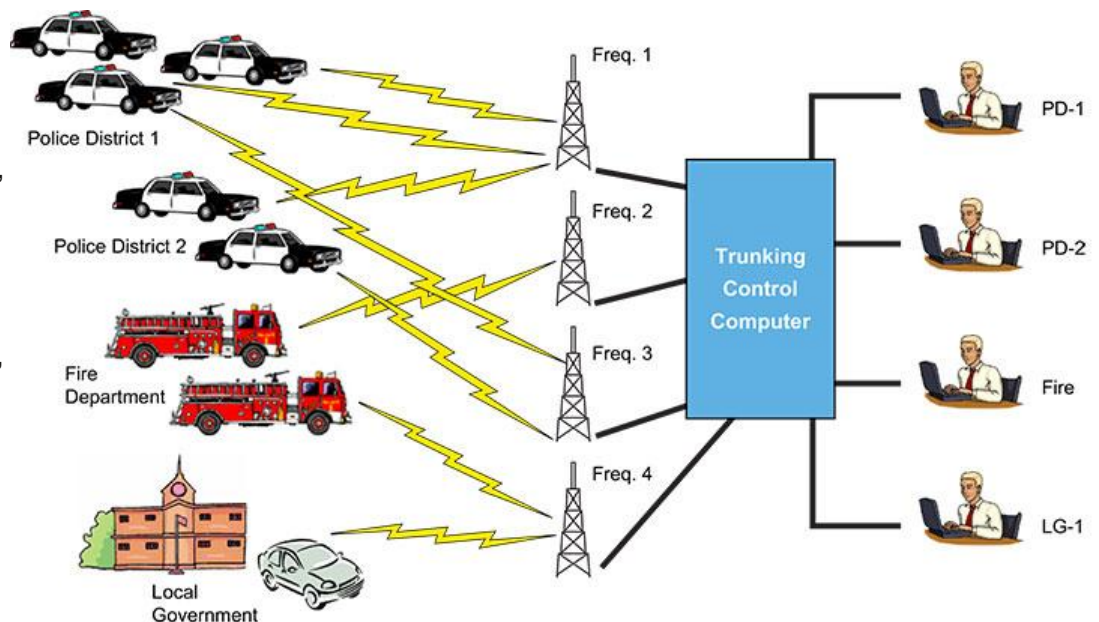 Freq. 1
PD-1
Police District 1
,
Freq. 2
Police District 2
Trunking
Control
Computer
PD-2
Freq. 3
,
Fire
Department
Fire
Freq. 4
LG-1
Local
Government